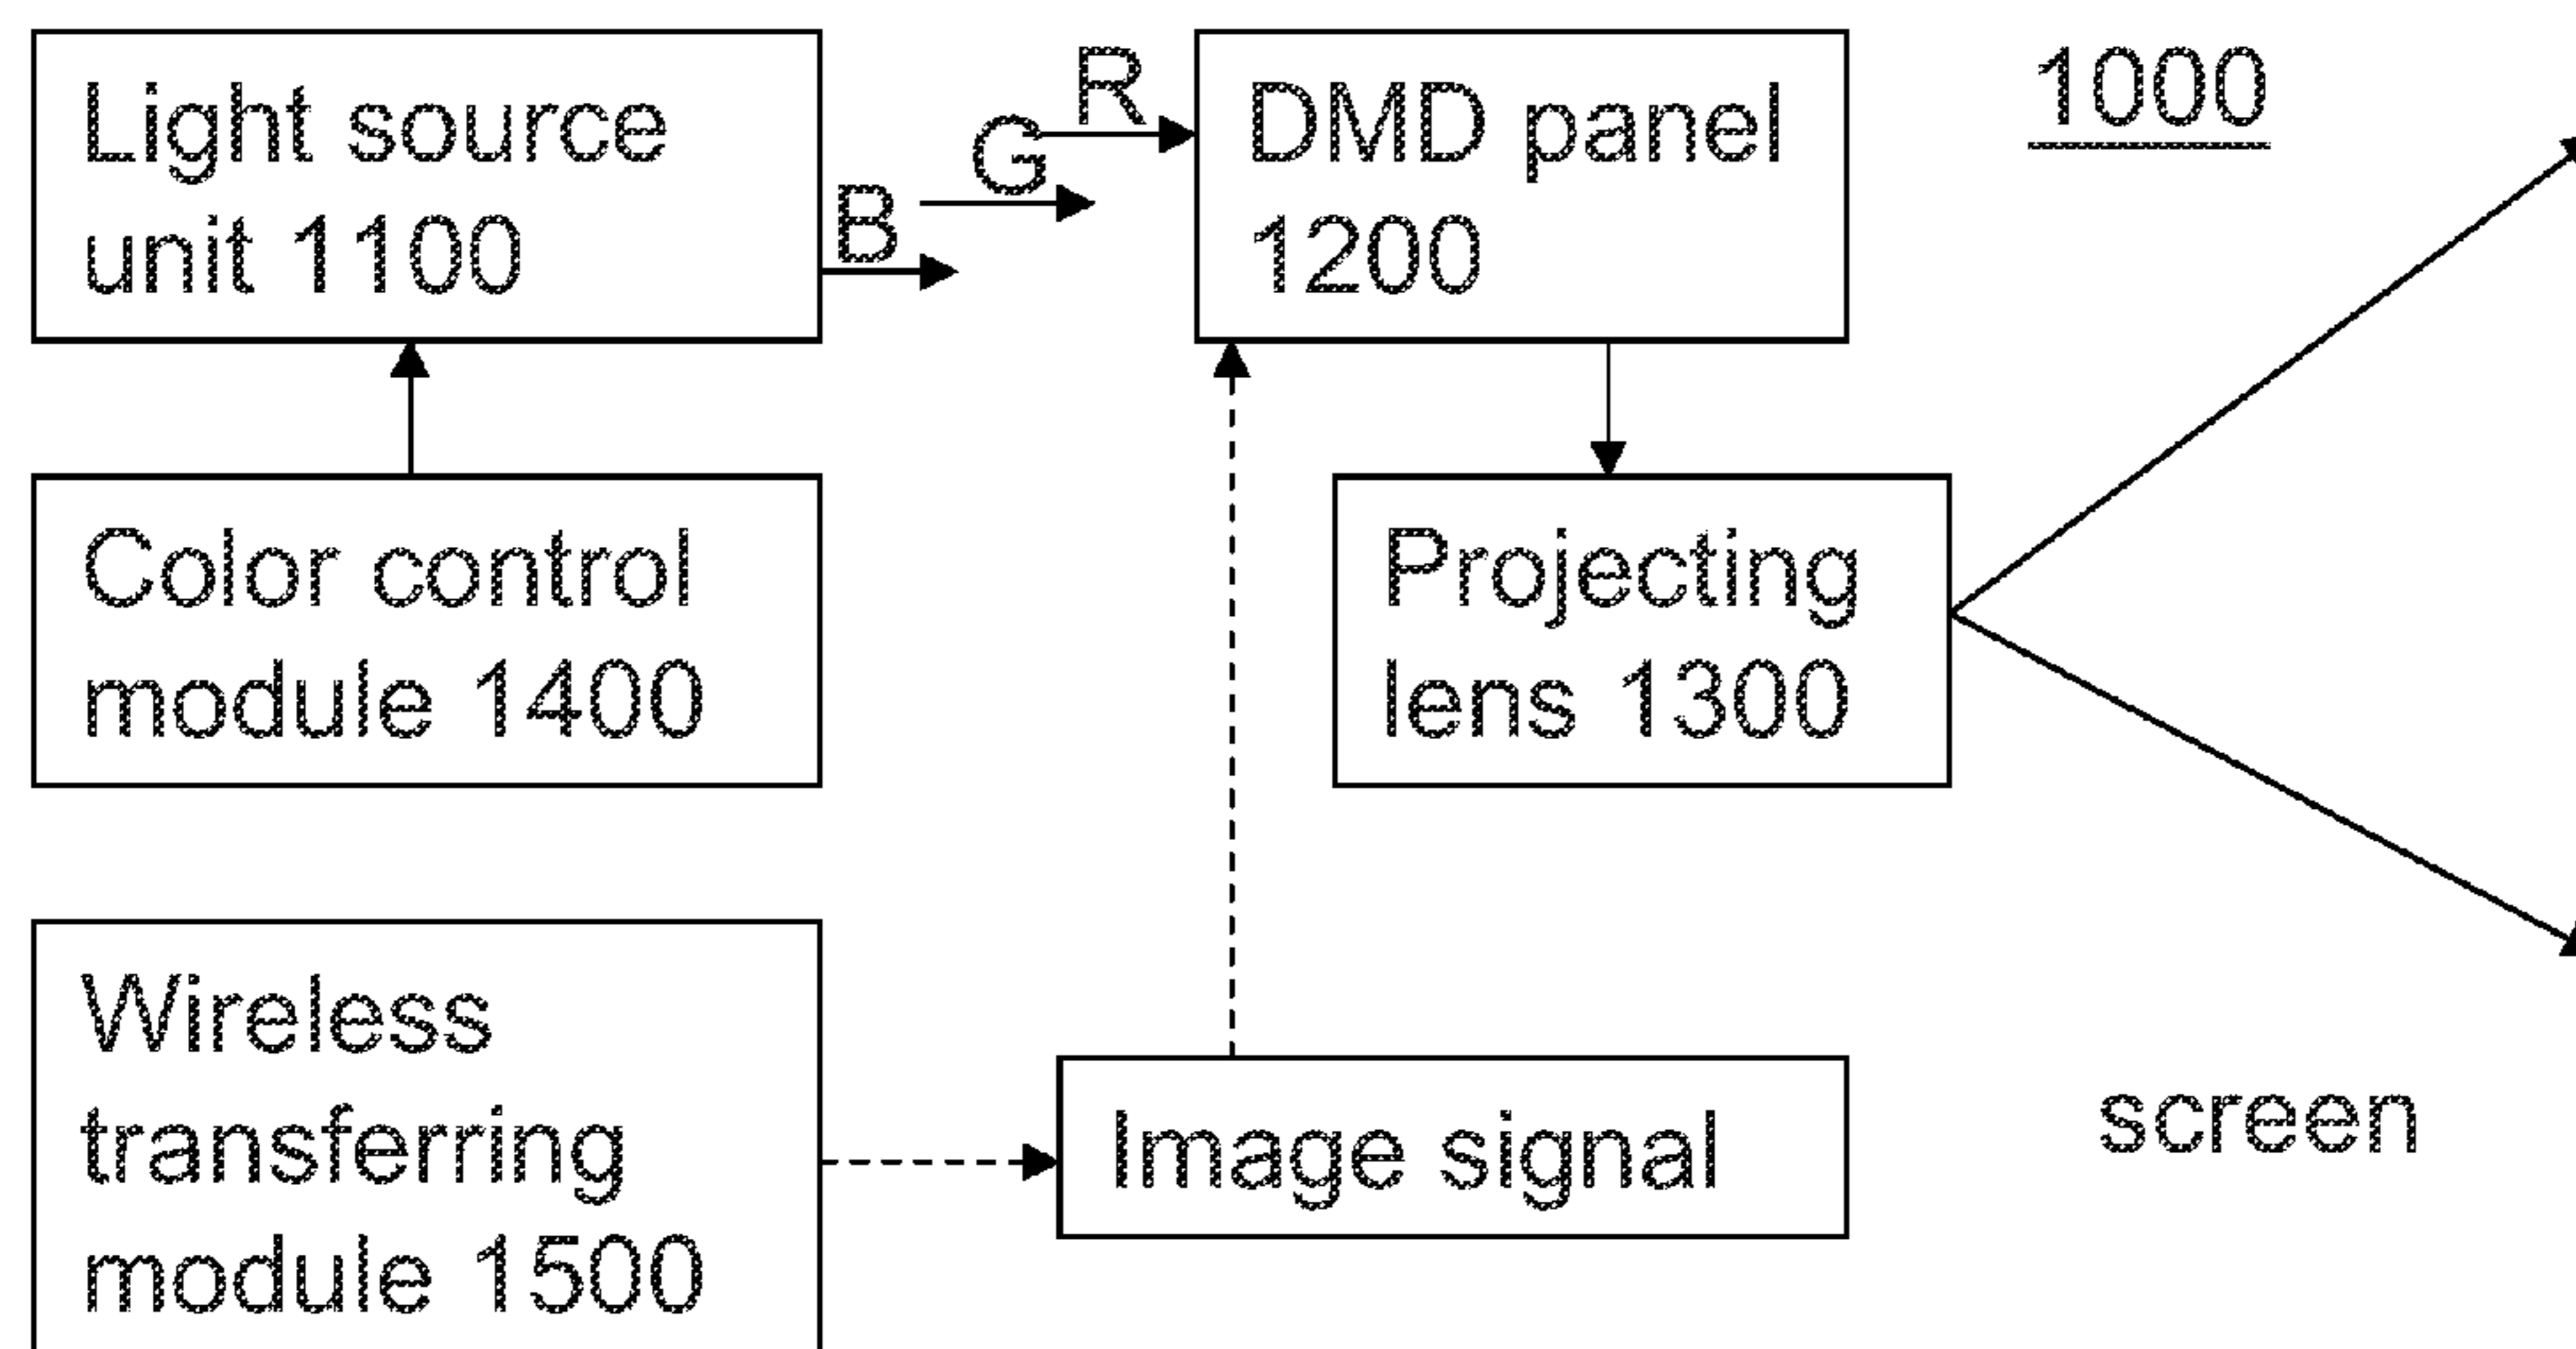 Light source
unit 1100
B
G
R
DMD panel
1200
1000
Color control
module 1400
Projecting
lens 1300
Wireless
transferring
module 1500
Image signal
screen